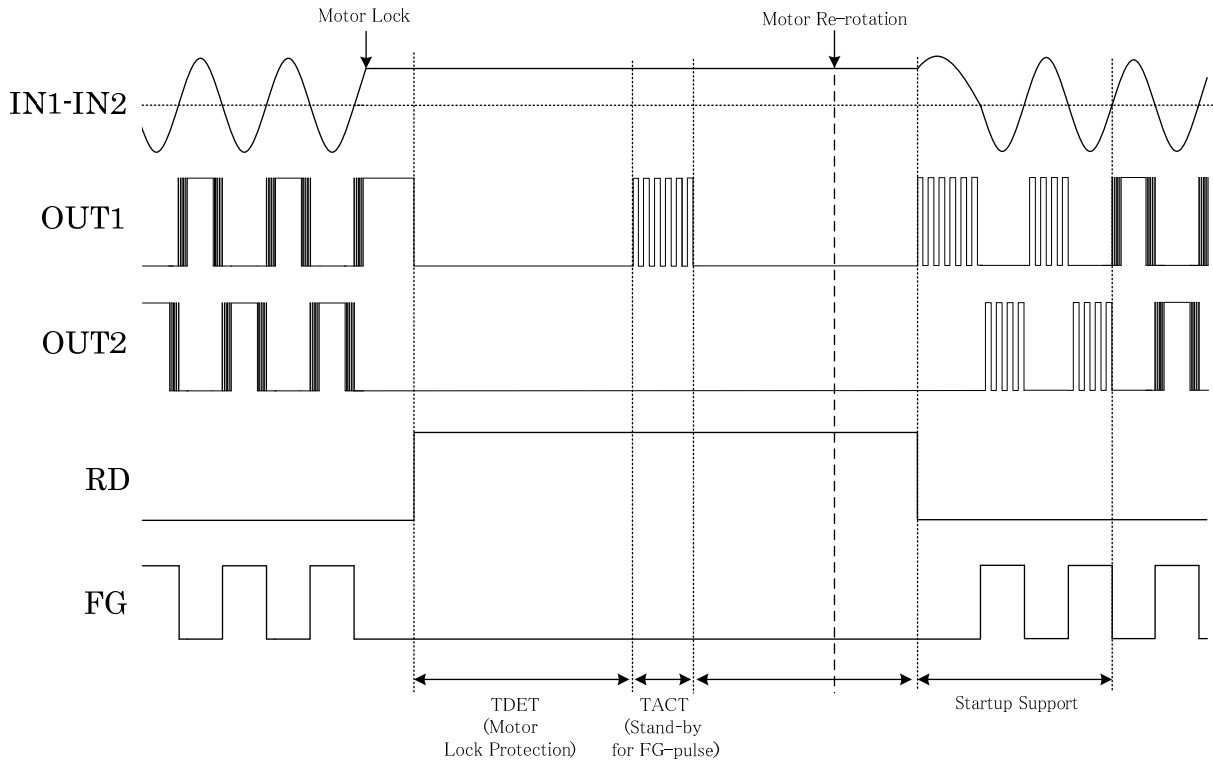 Motor Lock
Motor Re-rotation
IN1-IN2
OUT1
OUT2
RD
FG
TDET
(Motor
Lock Protection)
TACT
(Stand-by
for FG-pulse)
Startup Support